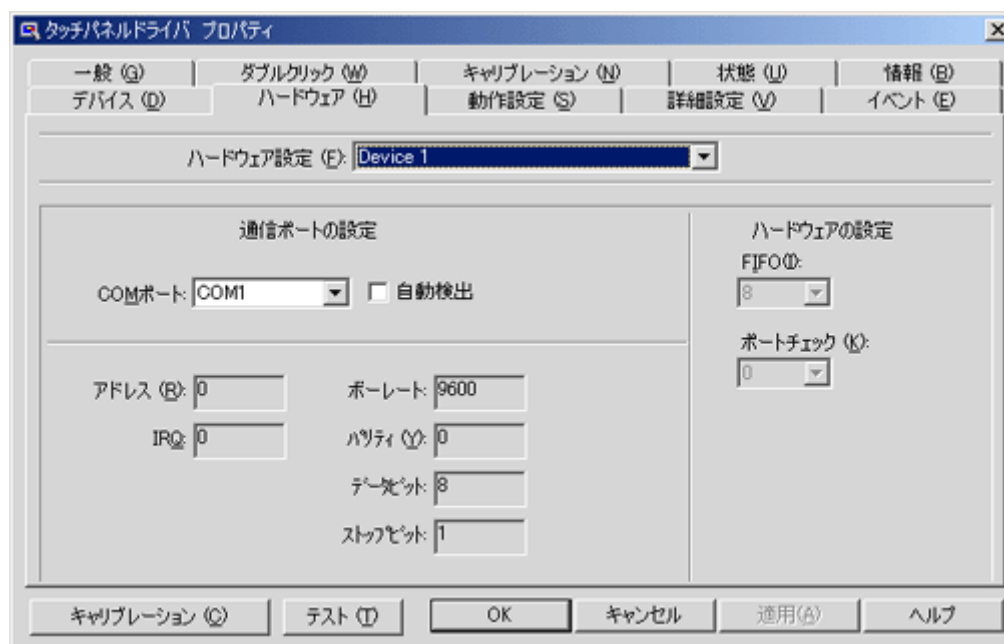 タッチパネルドライバ プロパティ
一般 (G) ダブルクリック (W) キャリブレーション (N) 状態 (U) 情報 (B)
デバイス (D) ハードウェア (H) 動作設定 (S) 詳細設定 (V) イベント (E)
ハードウェア設定 (F): Device 1
通信ポートの設定
COMポート: COM1 自動検出
アドレス (R): 0 ボーレート: 9600
IRQ: 0 パリティ (Y): 0
データビット: 8
ストップビット: 1
ハードウェアの設定
FIFO(I):
8
ポートチェック (K):
0
キャリブレーション (C) テスト (T) OK キャンセル 適用(A) ヘルプ